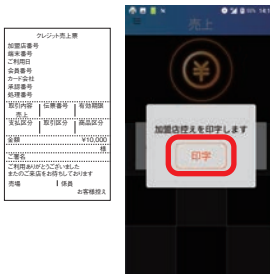 クレジット売上票
加盟店番号
端末番号
ご利用日
会員番号
カード会社
承認番号
処理番号
取引内容 伝票番号 有効期限
売上
支払区分 取引区分 商品区分
金額 ¥10,000
様
ご署名
ご利用ありがとうございました
またのご来店をお待ちしております
売場 係員
お客様控え
売上
¥
加盟店控えを印字します
印字